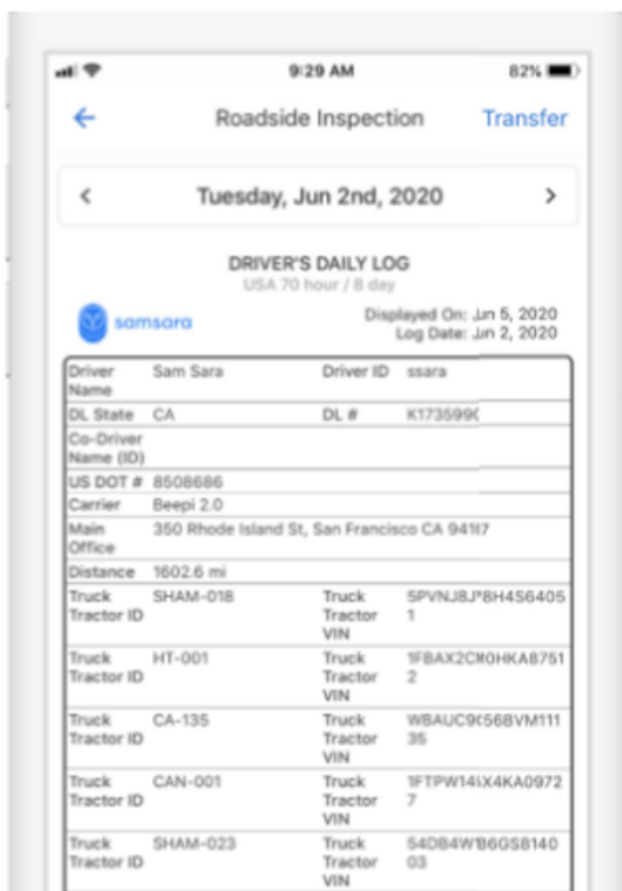 9:29 AM
82%
Roadside Inspection
Transfer
Tuesday, Jun 2nd, 2020
DRIVER'S DAILY LOG
USA 70 hour / 8 day
samsara
Displayed On: Jun 5, 2020
Log Date: Jun 2, 2020
Driver Name Sam Sara Driver ID ssara
DL State CA DL #
Co-Driver Name (ID)
US DOT # 8508686
Carrier Beepi 2.0
Main Office 350 Rhode Island St, San Francisco CA
Distance 1602.6 mi
Truck Tractor ID SHAM-018 Truck Tractor VIN
Truck Tractor ID HT-001 Truck Tractor VIN
Truck Tractor ID CA-135 Truck Tractor VIN
Truck Tractor ID CAN-001 Truck Tractor VIN
Truck Tractor ID SHAM-023 Truck Tractor VIN